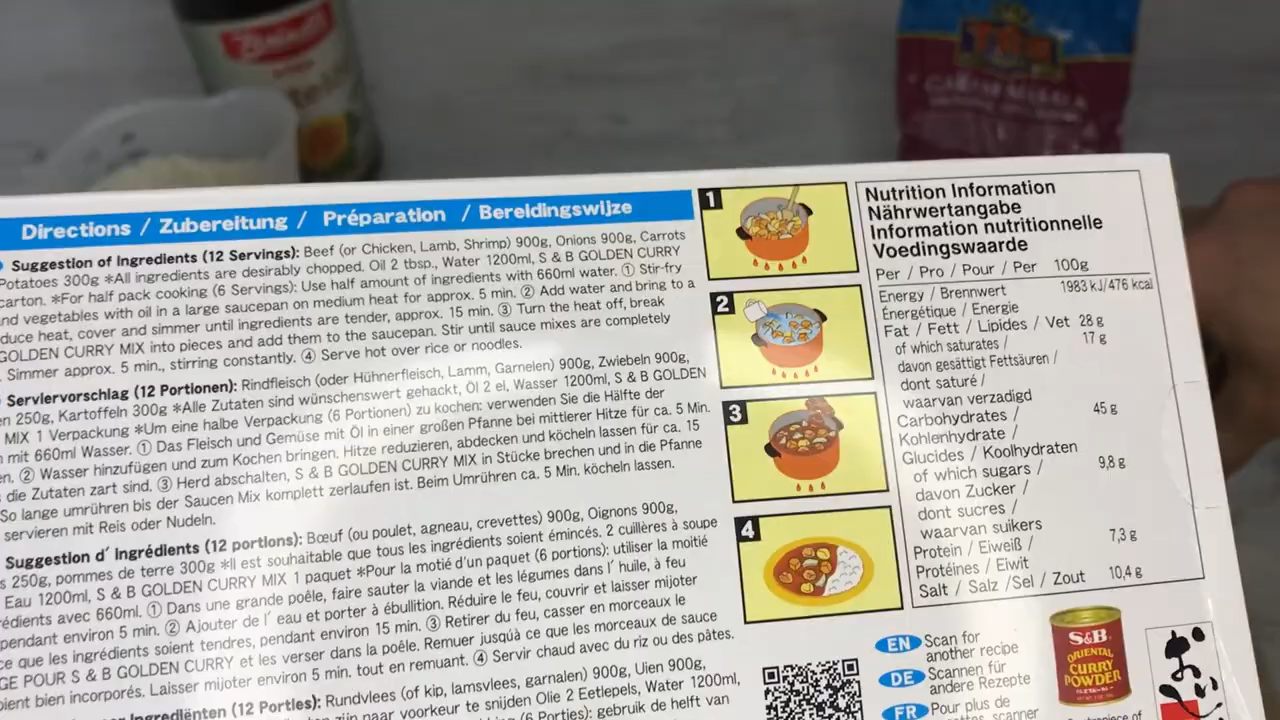 TRS
Directions / Zubereitung / Préparation / Bereidingswijze
Suggestion of Ingredients (12 Servings): Beef (or Chicken, Lamb, Shrimp) 900g, Onions 900g, Carrots
Potatoes 300g *All ingredients are desirably chopped. Oil 2 tbsp., Water 1200ml, S & B GOLDEN CURRY
carton. *For half pack cooking (6 Servings): Use half amount of ingredients with 660ml water. ① Stir-fry
nd vegetables with oil in a large saucepan on medium heat for approx. 5 min. ② Add water and bring to a
duce heat, cover and simmer until ingredients are tender, approx. 15 min. ③ Turn the heat off, break
GOLDEN CURRY MIX into pieces and add them to the saucepan. Stir until sauce mixes are completely
. Simmer approx. 5 min., stirring constantly. ④ Serve hot over rice or noodles.
Serviervorschlag (12 Portionen): Rindfleisch (oder Hühnerfleisch, Lamm, Garnelen) 900g, Zwiebeln 900g,
en 250g, Kartoffeln 300g *Alle Zutaten sind wünschenswert gehackt, Öl 2 el, Wasser 1200ml, S & B GOLDEN
MIX 1 Verpackung *Um eine halbe Verpackung (6 Portionen) zu kochen: verwenden Sie die Hälfte der
n mit 660ml Wasser. ① Das Fleisch und Gemüse mit Öl in einer großen Pfanne bei mittlerer Hitze für ca. 5 Min.
en. ② Wasser hinzufügen und zum Kochen bringen. Hitze reduzieren, abdecken und köcheln lassen für ca. 15
die Zutaten zart sind. ③ Herd abschalten, S & B GOLDEN CURRY MIX in Stücke brechen und in die Pfanne
So lange umrühren bis der Saucen Mix komplett zerlaufen ist. Beim Umrühren ca. 5 Min. köcheln lassen.
servieren mit Reis oder Nudeln.
Suggestion d' Ingrédients (12 portions): Bœuf (ou poulet, agneau, crevettes) 900g, Oignons 900g,
s 250g, pommes de terre 300g *Il est souhaitable que tous les ingrédients soient émincés. 2 cuillères à soupe
Eau 1200ml, S & B GOLDEN CURRY MIX 1 paquet *Pour la motié d'un paquet (6 portions): utiliser la moitié
rédients avec 660ml. ① Dans une grande poêle, faire sauter la viande et les légumes dans l' huile, à feu
pendant environ 5 min. ② Ajouter de l' eau et porter à ébullition. Réduire le feu, couvrir et laisser mijoter
ce que les ingrédients soient tendres, pendant environ 15 min. ③ Retirer du feu, casser en morceaux le
GE POUR S & B GOLDEN CURRY et les verser dans la poêle. Remuer jusquà ce que les morceaux de sauce
oient bien incorporés. Laisser mijoter environ 5 min. tout en remuant. ④ Servir chaud avec du riz ou des pâtes.
Ingrediënten (12 Porties): Rundvlees (of kip, lamsvlees, garnalen) 900g, Uien 900g,
zijn naar voorkeur te snijden Olie 2 Eetlepels, Water 1200ml,
(6 Porties): gebruik de helft van
1
2
3
4
Nutrition Information
Nährwertangabe
Information nutritionnelle
Voedingswaarde
Per / Pro / Pour / Per 100g
Energy / Brennwert 1983 kJ/476 kcal
Énergétique / Energie
Fat / Fett / Lipides / Vet 28 g
of which saturates / 17 g
davon gesättigt Fettsäuren /
dont saturé /
waarvan verzadigd
Carbohydrates / 45 g
Kohlenhydrate /
Glucides / Koolhydraten
of which sugars / 9,8 g
davon Zucker /
dont sucres /
waarvan suikers
Protein / Eiweiß / 7,3 g
Protéines / Eiwit
Salt / Salz /Sel / Zout 10,4 g
EN Scan for
another recipe
DE Scannen für
andere Rezepte
FR Pour plus de
scanner
S&B
ORIENTAL
CURRY
POWDER
おい